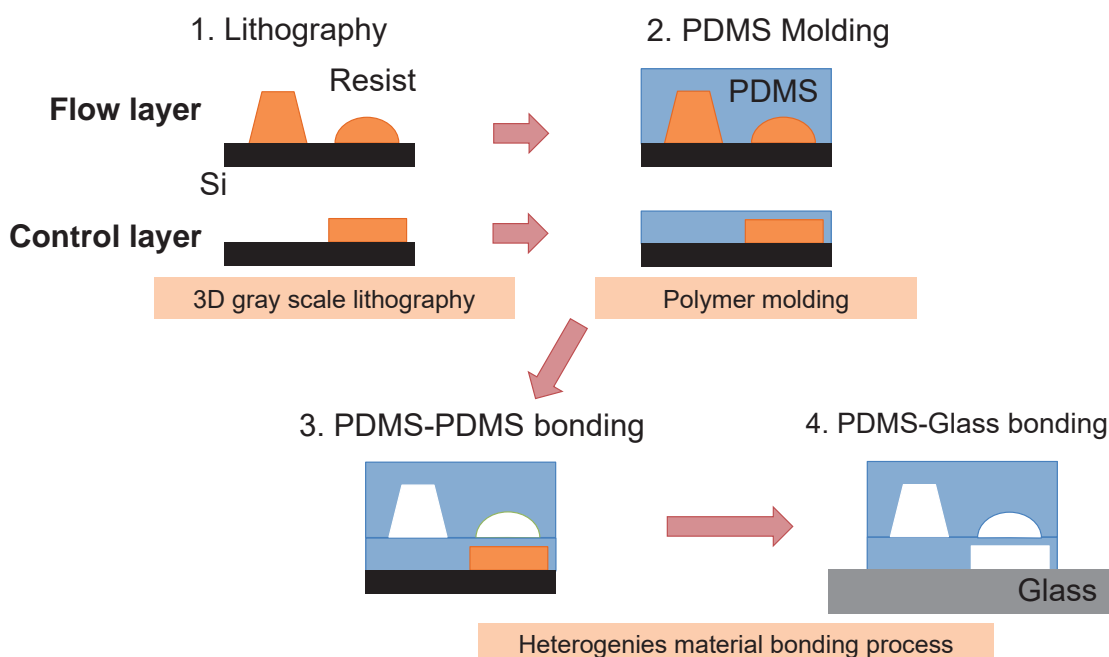 1. Lithography
2. PDMS Molding
Resist
PDMS
Flow layer
Si
Control layer
3D gray scale lithography
Polymer molding
3. PDMS-PDMS bonding
4. PDMS-Glass bonding
Glass
Heterogenies material bonding process